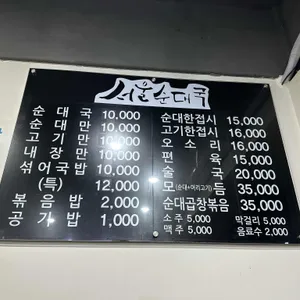 서울순대국
순 대 국 10,000
순 대 만 10,000
고 기 만 10,000
내 장 만 10,000
섞어국밥 10,000
(특) 12,000
볶 음 밥 2,000
공 기 밥 1,000
순대한접시 15,000
고기한접시 16,000
오 소 리 16,000
편 육 15,000
술 국 20,000
모(순대+머리고기)듬 35,000
순대곱창볶음 35,000
소 주 5,000 막걸리 5,000
맥 주 5,000 음료수 2,000